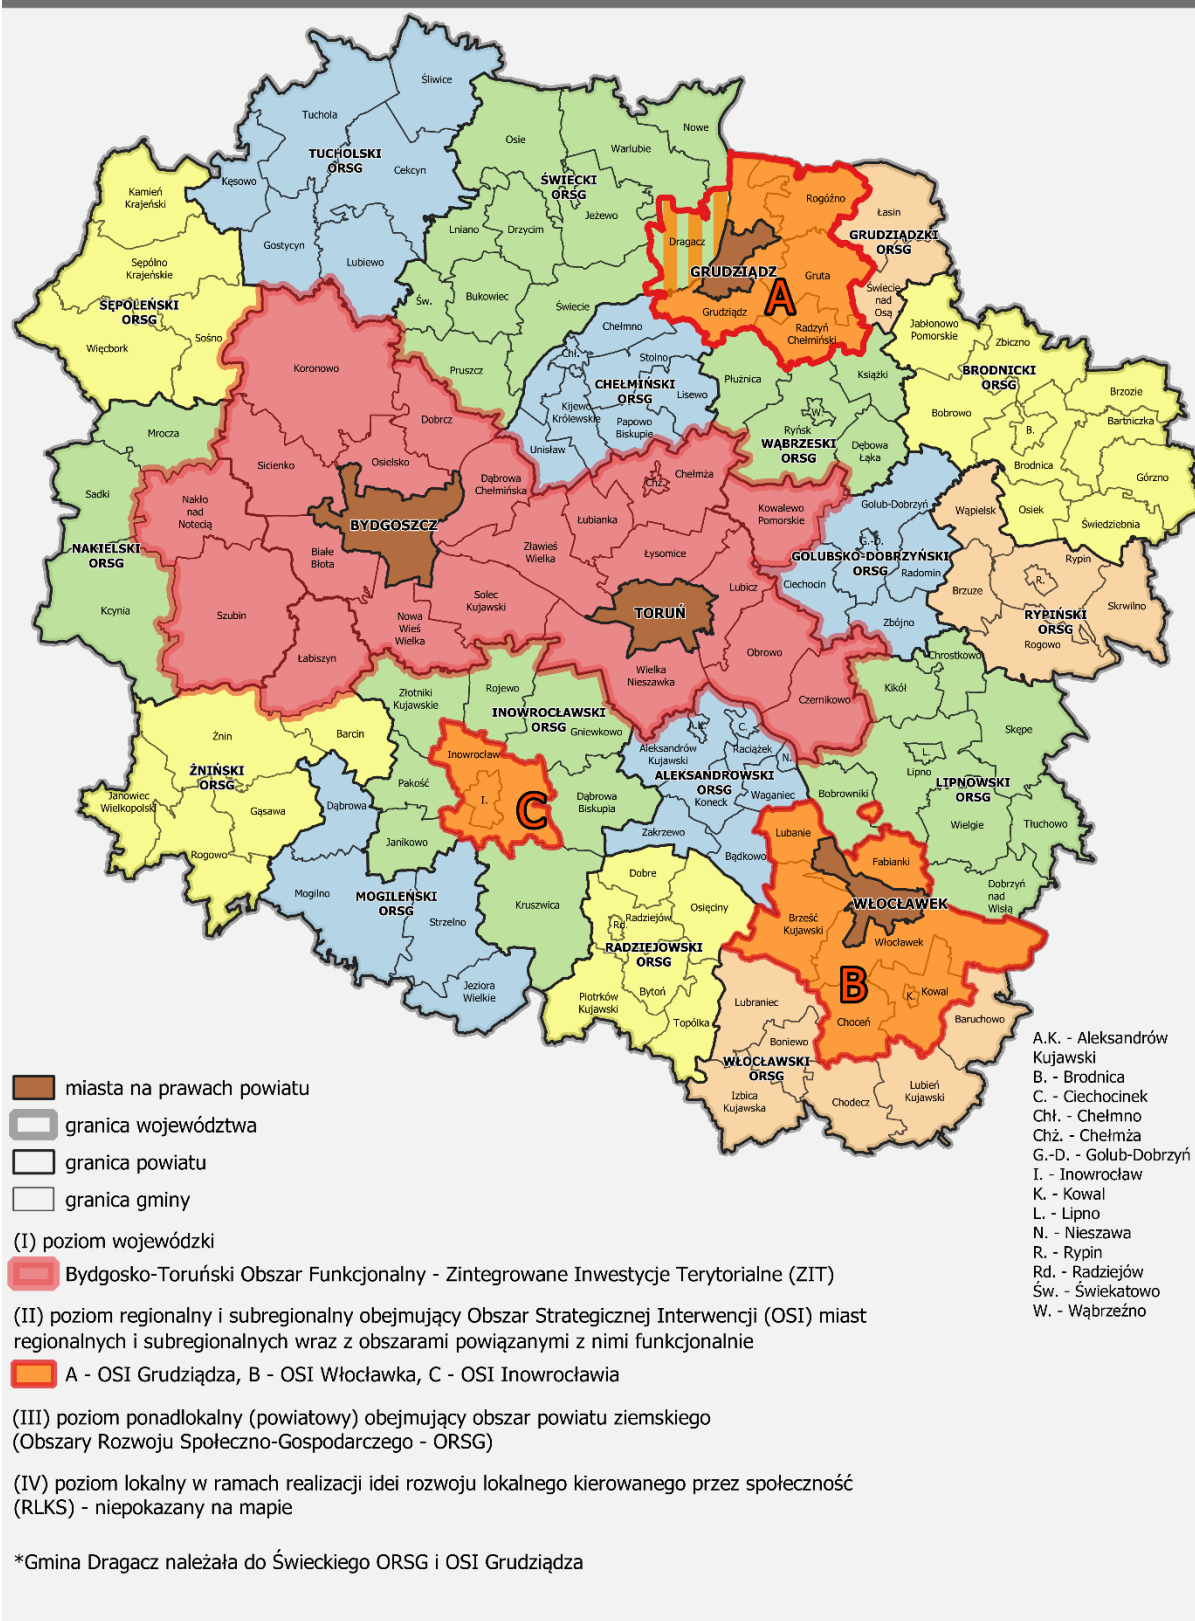 Śliwice
Tuchola
TUCHOLSKI
ORSG
Cekcyn
Kęsowo
Gostycyn
Lubiewo
Osie
Warlubie
Nowe
ŚWIECKI
ORSG
Jeżewo
Lniano
Drzycim
Bukowiec
Św.
Świecie
Pruszcz
Dragacz
Kamień
Krajeński
Sępólno
Krajeńskie
SĘPOLEŃSKI
ORSG
Więcbork
Sośno
Rogóźno
GRUDZIĄDZ
A
Gruta
Grudziądz
Radzyń
Chełmiński
Łasin
GRUDZIĄDZKI
ORSG
Świecie
nad
Osą
Jabłonowo
Pomorskie
Zbiczno
BRODNICKI
ORSG
Brzozie
Bobrowo
B.
Bartniczka
Brodnica
Górzno
Osiek
Świedziebnia
Chełmno
Chł.
Stolno
CHEŁMIŃSKI
ORSG
Lisewo
Kijewo
Królewskie
Papowo
Biskupie
Unisław
Płużnica
Książki
W.
Ryńsk
WĄBRZESKI
ORSG
Dębowa
Łąka
Koronowo
Dobrcz
Sicienko
Osielsko
Dąbrowa
Chełmińska
BYDGOSZCZ
Nakło
nad
Notecią
Białe
Błota
Szubin
Łabiszyn
Nowa
Wieś
Wielka
Solec
Kujawski
Zławieś
Wielka
Łubianka
Chż.
Chełmża
Łysomice
Kowalewo
Pomorskie
TORUŃ
Lubicz
Obrowo
Wielka
Nieszawka
Czernikowo
Mrocza
Sadki
NAKIELSKI
ORSG
Kcynia
Golub-Dobrzyń
G.-D.
GOLUBSKO-DOBRZYŃSKI
ORSG
Ciechocin
Radomin
Zbójno
Wąpielsk
Rypin
R.
Brzuze
Skrwilno
RYPIŃSKI
ORSG
Rogowo
Chrostkowo
Kikół
Skępe
L.
Lipno
LIPNOWSKI
ORSG
Bobrowniki
Wielgie
Tłuchowo
Dobrzyń
nad
Wisłą
Złotniki
Kujawskie
Rojewo
INOWROCŁAWSKI
ORSG
Gniewkowo
Inowrocław
I.
C
Pakość
Janikowo
Dąbrowa
Biskupia
Kruszwica
Żnin
Barcin
ŻNIŃSKI
ORSG
Janowiec
Wielkopolski
Gąsawa
Rogowo
Dąbrowa
Mogilno
MOGILEŃSKI
ORSG
Strzelno
Jeziora
Wielkie
A.K.
C.
Aleksandrów
Kujawski
Raciążek
N.
ALEKSANDROWSKI
ORSG
Koneck
Waganiec
Zakrzewo
Bądkowo
Dobre
Osięciny
Radziejów
Rd.
RADZIEJOWSKI
ORSG
Bytoń
Piotrków
Kujawski
Topólka
Lubanie
Fabianki
WŁOCŁAWEK
Brześć
Kujawski
Włocławek
B
K.
Kowal
Choceń
Lubraniec
Boniewo
WŁOCŁAWSKI
ORSG
Izbica
Kujawska
Chodecz
Lubień
Kujawski
Baruchowo
A.K. - Aleksandrów
Kujawski
B. - Brodnica
C. - Ciechocinek
Chł. - Chełmno
Chż. - Chełmża
G.-D. - Golub-Dobrzyń
I. - Inowrocław
K. - Kowal
L. - Lipno
N. - Nieszawa
R. - Rypin
Rd. - Radziejów
Św. - Świekatowo
W. - Wąbrzeźno
miasta na prawach powiatu
granica województwa
granica powiatu
granica gminy
(I) poziom wojewódzki
Bydgosko-Toruński Obszar Funkcjonalny - Zintegrowane Inwestycje Terytorialne (ZIT)
(II) poziom regionalny i subregionalny obejmujący Obszar Strategicznej Interwencji (OSI) miast
regionalnych i subregionalnych wraz z obszarami powiązanymi z nimi funkcjonalnie
A - OSI Grudziądza, B - OSI Włocławka, C - OSI Inowrocławia
(III) poziom ponadlokalny (powiatowy) obejmujący obszar powiatu ziemskiego
(Obszary Rozwoju Społeczno-Gospodarczego - ORSG)
(IV) poziom lokalny w ramach realizacji idei rozwoju lokalnego kierowanego przez społeczność
(RLKS) - niepokazany na mapie
*Gmina Dragacz należała do Świeckiego ORSG i OSI Grudziądza